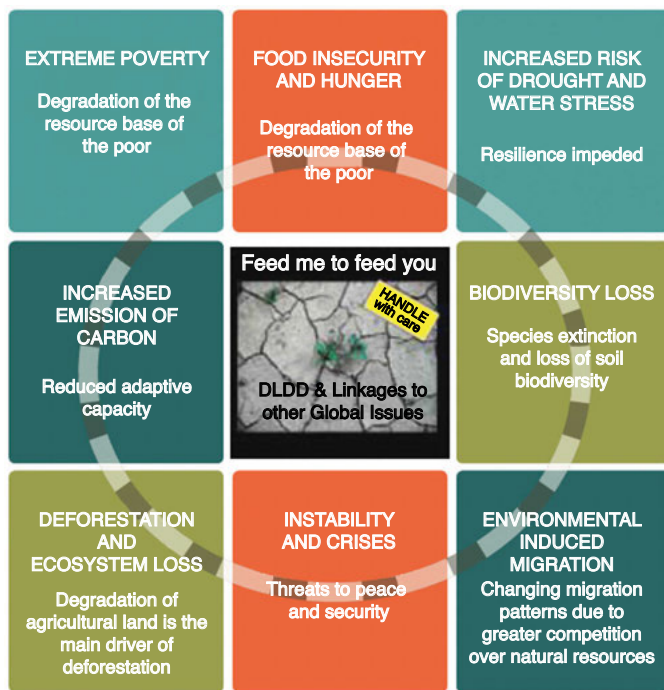 EXTREME POVERTY
Degradation of the
resource base of
the poor
FOOD INSECURITY
AND HUNGER
Degradation of the
resource base of
the poor
INCREASED RISK
OF DROUGHT AND
WATER STRESS
Resilience impeded
INCREASED
EMISSION OF
CARBON
Reduced adaptive
capacity
Feed me to feed you
HANDLE
with care
DLDD & Linkages to
other Global Issues
BIODIVERSITY LOSS
Species extinction
and loss of soil
biodiversity
DEFORESTATION
AND
ECOSYSTEM LOSS
Degradation of
agricultural land is the
main driver of
deforestation
INSTABILITY
AND CRISES
Threats to peace
and security
ENVIRONMENTAL
INDUCED
MIGRATION
Changing migration
patterns due to
greater competition
over natural resources